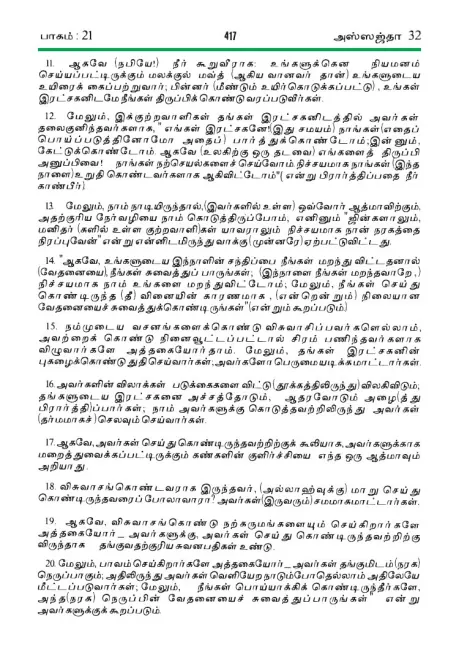 பாகம் : 21 417 அஸ்ஸஜ்தா 32
11. ஆகவே (நபியே!) நீர் கூறுவீராக: உங்களுக்கென நியமனம்
செய்யப்பட்டிருக்கும் மலக்குல் மவ்த் (ஆகிய வானவர் தான்) உங்களுடைய
உயிரைக் கைப்பற்றுவார்; பின்னர் (மீண்டும் உயிர்கொடுக்கப்பட்டு) , உங்கள்
இரட்சகனிடமே நீங்கள் திருப்பிக்கொண்டுவரப்படுவீர்கள்.
12. மேலும், இக்குற்றவாளிகள் தங்கள் இரட்சகனிடத்தில் அவர்கள்
தலைகுனிந்தவர்களாக, " எங்கள் இரட்சகனே!(இது சமயம்) நாங்கள்(எதைப்
பொய்ப்படுத்தினோமோ அதைப்) பார்த்துக்கொண்டோம்;இன்னும்,
கேட்டுக்கொண்டோம். ஆகவே (உலகிற்கு ஒரு தடவை) எங்களைத் திருப்பி
அனுப்பிவை! நாங்கள் நற்செயல்களைச் செய்வோம். நிச்சயமாக நாங்கள் (இந்த
நாளை)உறுதி கொண்டவர்களாக ஆகிவிட்டோம்"( என்று பிரார்த்திப்பதை நீர்
காண்பீர்).
13. மேலும், நாம் நாடியிருந்தால்,(இவர்களில் உள்ள) ஒவ்வோர் ஆத்மாவிற்கும்,
அதற்குரிய நேர்வழியை நாம் கொடுத்திருப்போம், எனினும் "ஜின்களாலும்,
மனிதர் (களில் உள்ள குற்றவாளி)கள் யாவராலும் நிச்சயமாக நான் நரகத்தை
நிரப்புவேன்" என்று என்னிடமிருந்து வாக்கு (முன்னரே) ஏற்பட்டுவிட்டது.
14. "ஆகவே, உங்களுடைய இந்நாளின் சந்திப்பை நீங்கள் மறந்து விட்டதனால்
(வேதனையை), நீங்கள் சுவைத்துப் பாருங்கள்; (இந்நாளை நீங்கள் மறந்தவாறே, )
நிச்சயமாக நாம் உங்களை மறந்துவிட்டோம்; மேலும், நீங்கள் செய்து
கொண்டிருந்த (தீ) வினையின் காரணமாக , (என்றென்றும்) நிலையான
வேதனையைச் சுவைத்துக்கொண்டிருங்கள்"(என்றும் கூறப்படும்.)
15. நம்முடைய வசனங்களைக்கொண்டு விசுவாசிப்பவர்களெல்லாம்,
அவற்றைக் கொண்டு நினைவூட்டப்பட்டால் சிரம் பணிந்தவர்களாக
விழுவார்களே அத்தகையோர்தாம். மேலும், தங்கள் இரட்சகனின்
புகழைக்கொண்டு துதிசெய்வார்கள்; அவர்களோ பெருமையடிக்கமாட்டார்கள்.
16. அவர்களின் விலாக்கள் படுக்கைகளை விட்டு (தூக்கத்திலிருந்து) விலகிவிடும்;
தங்களுடைய இரட்சகனை அச்சத்தோடும், ஆதரவோடும் அழை(த்து
பிரார்த்தி)ப்பார்கள்; நாம் அவர்களுக்கு கொடுத்தவற்றிலிருந்து அவர்கள்
(தர்மமாகச்) செலவும் செய்வார்கள்.
17. ஆகவே,அவர்கள் செய்துகொண்டிருந்தவற்றிற்குக் கூலியாக, அவர்களுக்காக
மறைத்துவைக்கப்பட்டிருக்கும் கண்களின் குளிர்ச்சியை எந்த ஒரு ஆத்மாவும்
அறியாது.
18. விசுவாசங்கொண்டவராக இருந்தவர், (அல்லாஹ்வுக்கு) மாறு செய்து
கொண்டிருந்தவரைப்போலாவாரா? அவர்கள்(இருவரும்) சமமாகமாட்டார்கள்.
19. ஆகவே, விசுவாசங்கொண்டு நற்கருமங்களையும் செய்கிறார்களே
அத்தகையோர் _ அவர்களுக்கு, அவர்கள் செய்து கொண்டிருந்தவற்றிற்கு
விருந்தாக தங்குவதற்குரிய சுவனபதிகள் உண்டு.
20. மேலும், பாவம் செய்கிறார்களே அத்தகையோர் _ அவர்கள் தங்குமிடம் (நரக)
நெருப்பாகும்; அதிலிருந்து அவர்கள் வெளியேற நாடும்போதெல்லாம் அதிலேயே
மீட்டப்படுவார்கள்; மேலும், நீங்கள் பொய்யாக்கிக் கொண்டிருந்தீர்களே,
அந்த(நரக) நெருப்பின் வேதனையைச் சுவைத்துப்பாருங்கள்" என்று
அவர்களுக்குக் கூறப்படும்.